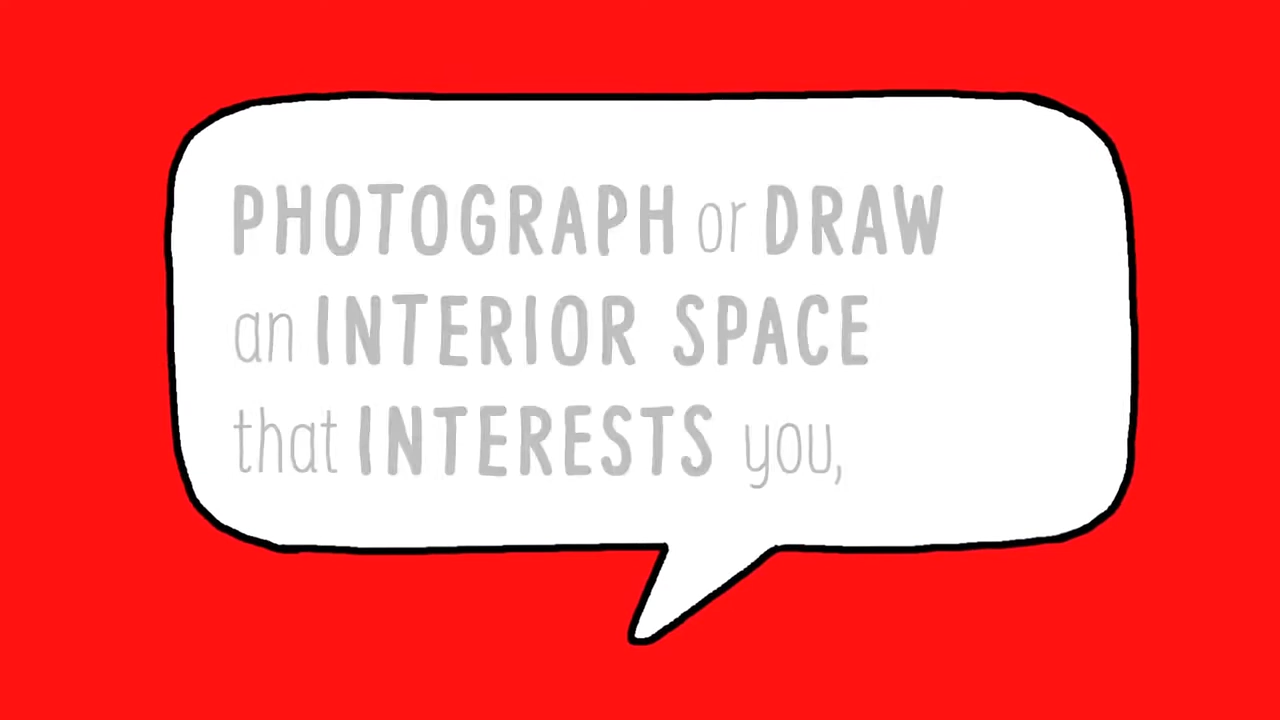 PHOTOGRAPH or DRAW
an INTERIOR SPACE
that INTERESTS you,